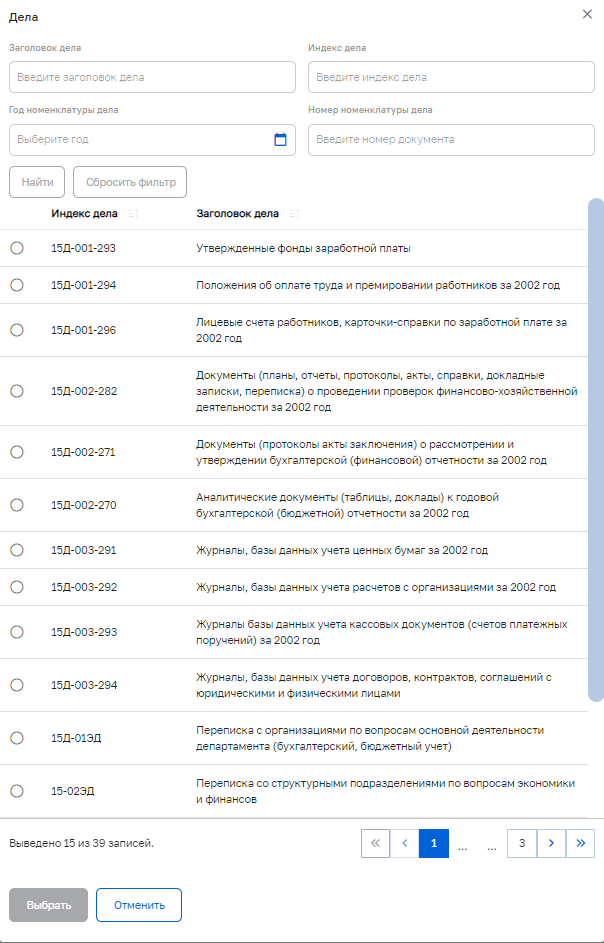 Дела
Заголовок дела
Индекс дела
Введите заголовок дела
Введите индекс дела
Год номенклатуры дела
Номер номенклатуры дела
Выберите год
Введите номер документа
Найти
Сбросить фильтр
Индекс дела
Заголовок дела
15Д-001-293
Утвержденные фонды заработной платы
15Д-001-294
Положения об оплате труда и премировании работников за 2002 год
15Д-001-296
Лицевые счета работников, карточки-справки по заработной плате за
2002 год
15Д-002-282
Документы (планы, отчеты, протоколы, акты, справки, докладные
записки, переписка) о проведении проверок финансово-хозяйственной
деятельности за 2002 год
15Д-002-271
Документы (протоколы акты заключения) о рассмотрении и
утверждении бухгалтерской (финансовой) отчетности за 2002 год
15Д-002-270
Аналитические документы (таблицы, доклады) к годовой
бухгалтерской (бюджетной) отчетности за 2002 год
15Д-003-291
Журналы, базы данных учета ценных бумаг за 2002 год
15Д-003-292
Журналы, базы данных учета расчетов с организациями за 2002 год
15Д-003-293
Журналы базы данных учета кассовых документов (счетов платежных
поручений) за 2002 год
15Д-003-294
Журналы, базы данных учета договоров, контрактов, соглашений с
юридическими и физическими лицами
15Д-01ЭД
Переписка с организациями по вопросам основной деятельности
департамента (бухгалтерский, бюджетный учет)
15-02ЭД
Переписка со структурными подразделениями по вопросам экономики
и финансов
Выведено 15 из 39 записей.
« ‹ 1 ... ... 3 › »
Выбрать
Отменить